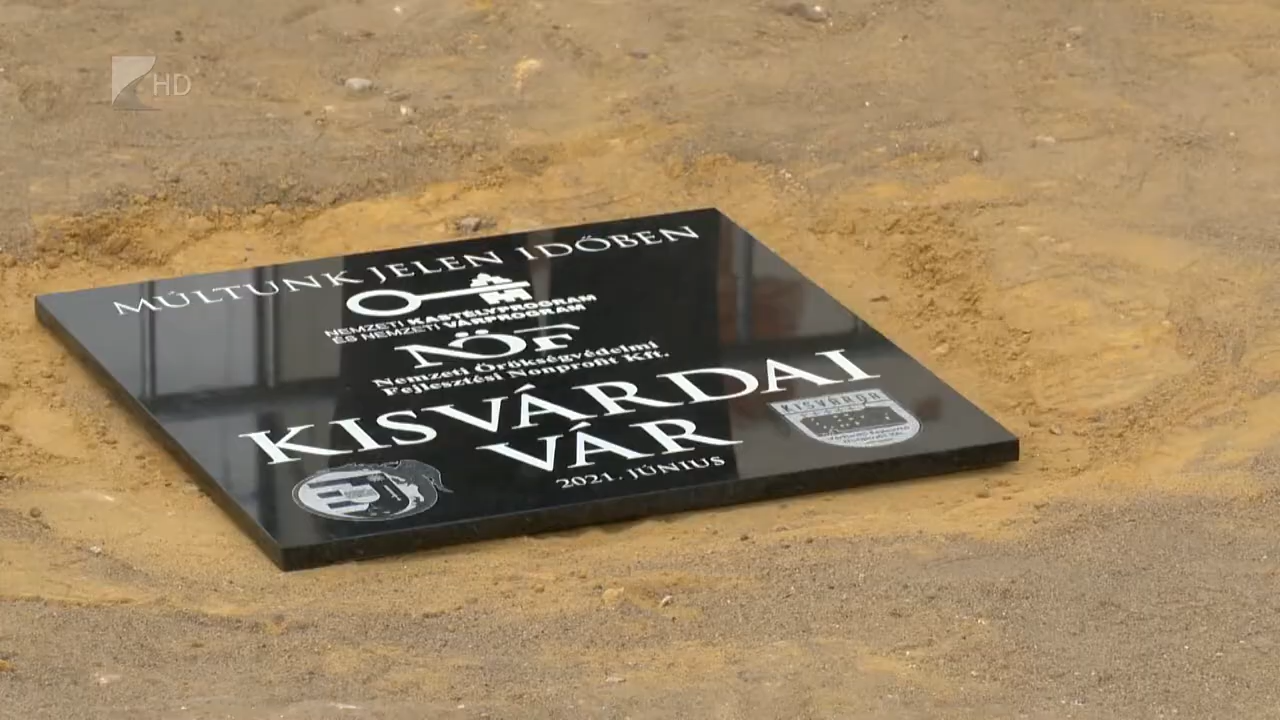 HD
MÚLTUNK JELEN IDŐBEN
NEMZETI KASTÉLYPROGRAM
ÉS NEMZETI VÁRPROGRAM
NÖF
Nemzeti Örökségvédelmi
Fejlesztési Nonprofit Kft.
KISVÁRDAI
VÁR
2021. JÚNIUS
KISVÁRDA